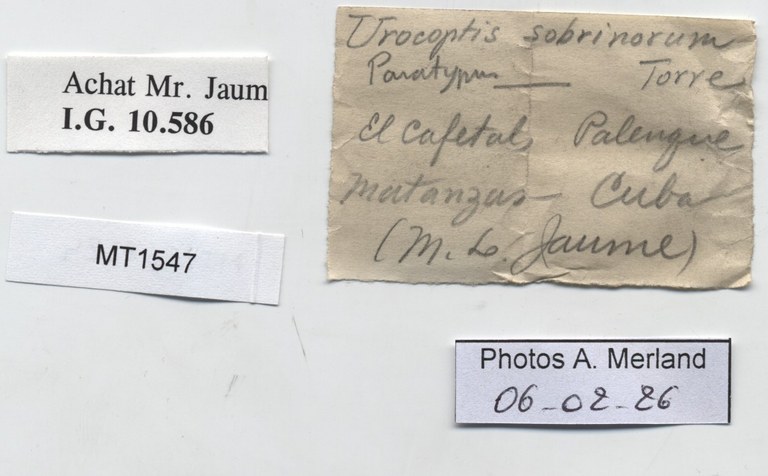 Achat Mr. Jaum
I.G. 10.586
MT1547
Urocoptis sobrinorum
Paratypus — Torre
El Cafetal, Palenque
Matanzas - Cuba
(M. L. Jaume)
Photos A. Merland
06-02-26